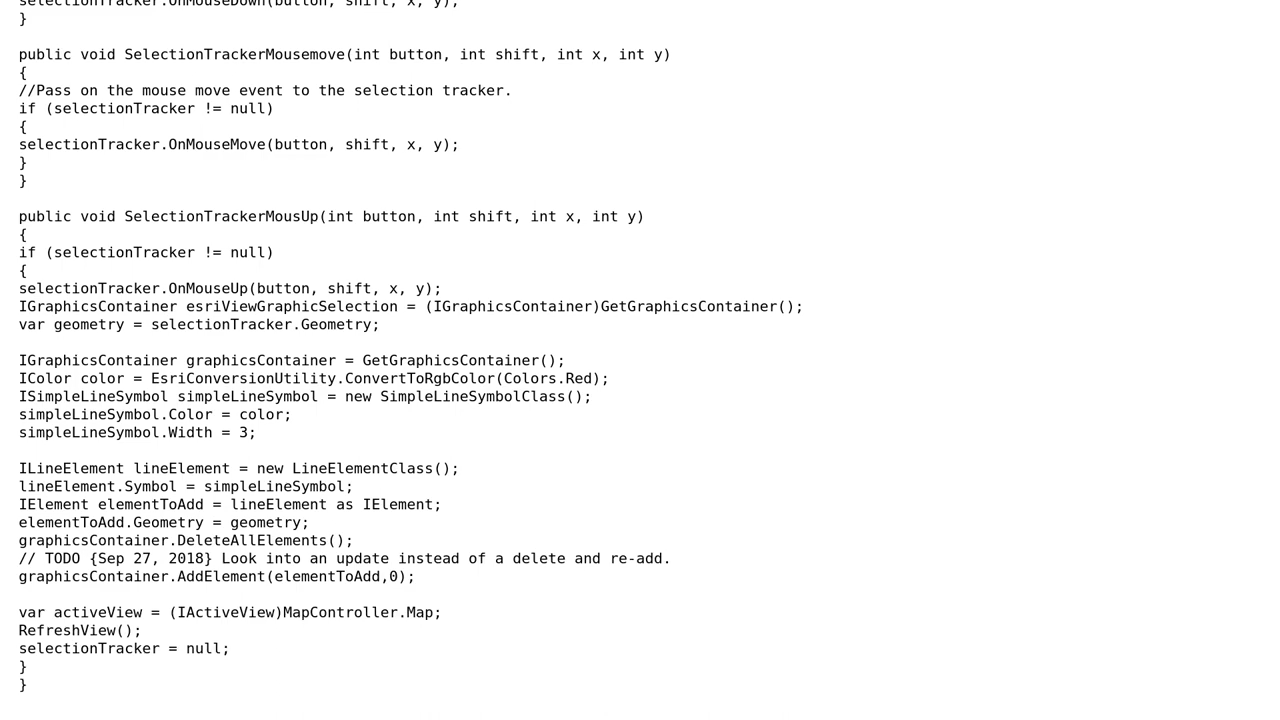 selectionTracker.OnMouseDown(button, shift, x, y);
}
public void SelectionTrackerMousemove(int button, int shift, int x, int y)
{
//Pass on the mouse move event to the selection tracker.
if (selectionTracker != null)
{
selectionTracker.OnMouseMove(button, shift, x, y);
}
}
public void SelectionTrackerMousUp(int button, int shift, int x, int y)
{
if (selectionTracker != null)
{
selectionTracker.OnMouseUp(button, shift, x, y);
IGraphicsContainer esriViewGraphicSelection = (IGraphicsContainer)GetGraphicsContainer();
var geometry = selectionTracker.Geometry;
IGraphicsContainer graphicsContainer = GetGraphicsContainer();
IColor color = EsriConversionUtility.ConvertToRgbColor(Colors.Red);
ISimpleLineSymbol simpleLineSymbol = new SimpleLineSymbolClass();
simpleLineSymbol.Color = color;
simpleLineSymbol.Width = 3;
ILineElement lineElement = new LineElementClass();
lineElement.Symbol = simpleLineSymbol;
IElement elementToAdd = lineElement as IElement;
elementToAdd.Geometry = geometry;
graphicsContainer.DeleteAllElements();
// TODO {Sep 27, 2018} Look into an update instead of a delete and re-add.
graphicsContainer.AddElement(elementToAdd,0);
var activeView = (IActiveView)MapController.Map;
RefreshView();
selectionTracker = null;
}
}